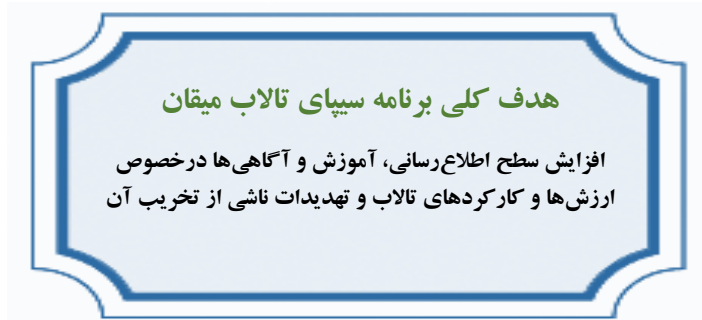 هدف کلی برنامه سیپای تالاب میقان
افزایش سطح اطلاع‌رسانی، آموزش و آگاهی‌ها درخصوص
ارزش‌ها و کارکردهای تالاب و تهدیدات ناشی از تخریب آن